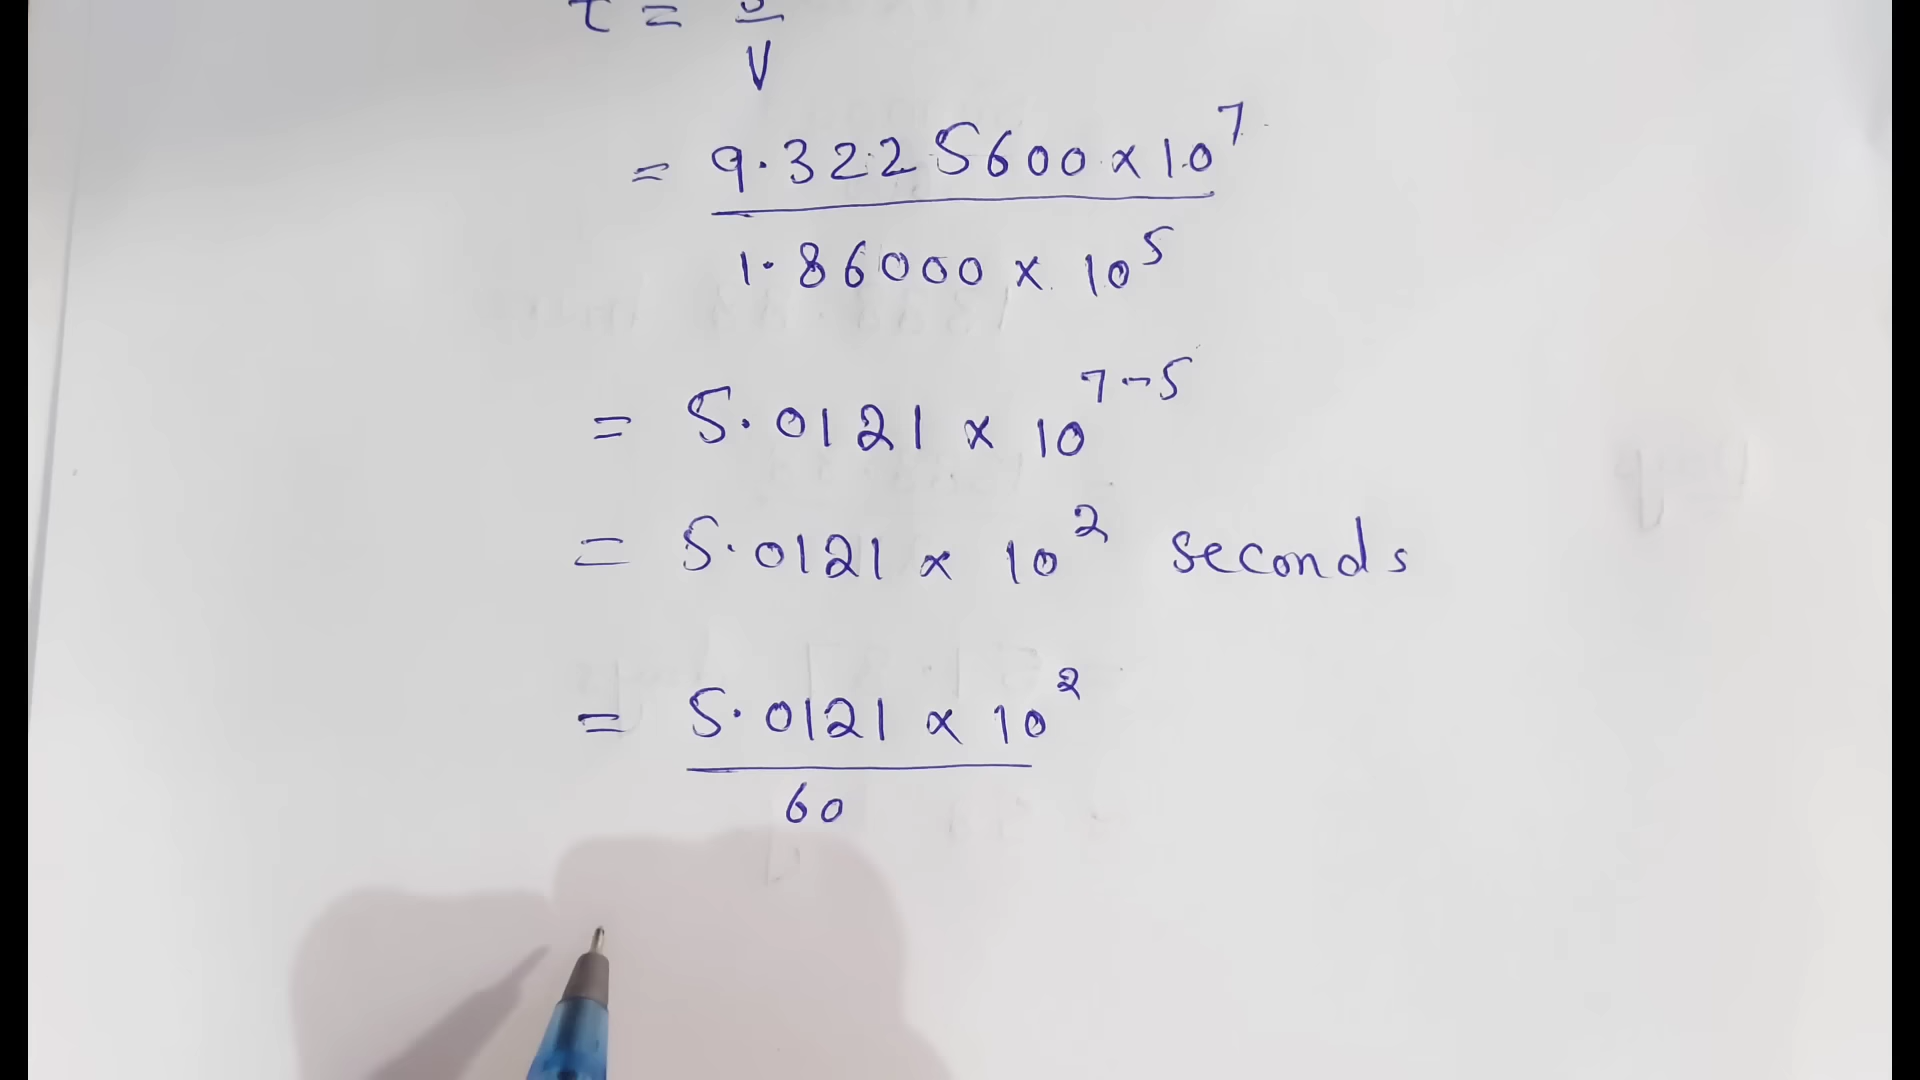 t =
V
= 9.3225600 x 10^7
1.86000 x 10^5
= 5.0121 x 10^7-5
= 5.0121 x 10^2 seconds
= 5.0121 x 10^2
60